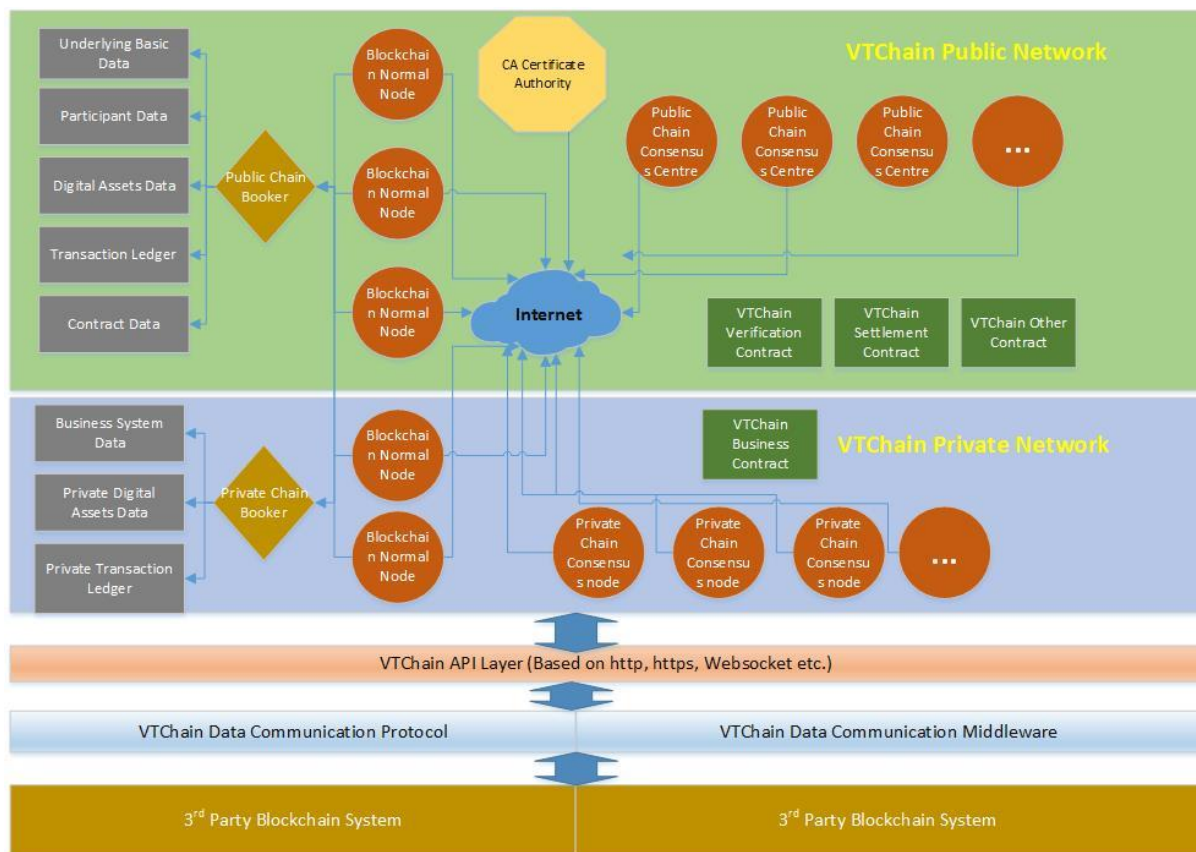 Underlying Basic
Data
Participant Data
Digital Assets Data
Transaction Ledger
Contract Data
Public Chain
Booker
Blockchai
n Normal
Node
Blockchai
n Normal
Node
Blockchai
n Normal
Node
CA Certificate
Authority
VTChain Public Network
Public
Chain
Consensu
s Centre
Public
Chain
Consensu
s Centre
Public
Chain
Consensu
s Centre
...
Internet
VTChain
Verification
Contract
VTChain
Settlement
Contract
VTChain Other
Contract
Business System
Data
Private Digital
Assets Data
Private Transaction
Ledger
Private Chain
Booker
Blockchai
n Normal
Node
Blockchai
n Normal
Node
VTChain
Business
Contract
VTChain Private Network
Private
Chain
Consensu
s node
Private
Chain
Consensu
s node
Private
Chain
Consensu
s node
...
VTChain API Layer (Based on http, https, Websocket etc.)
VTChain Data Communication Protocol
VTChain Data Communication Middleware
3rd Party Blockchain System
3rd Party Blockchain System